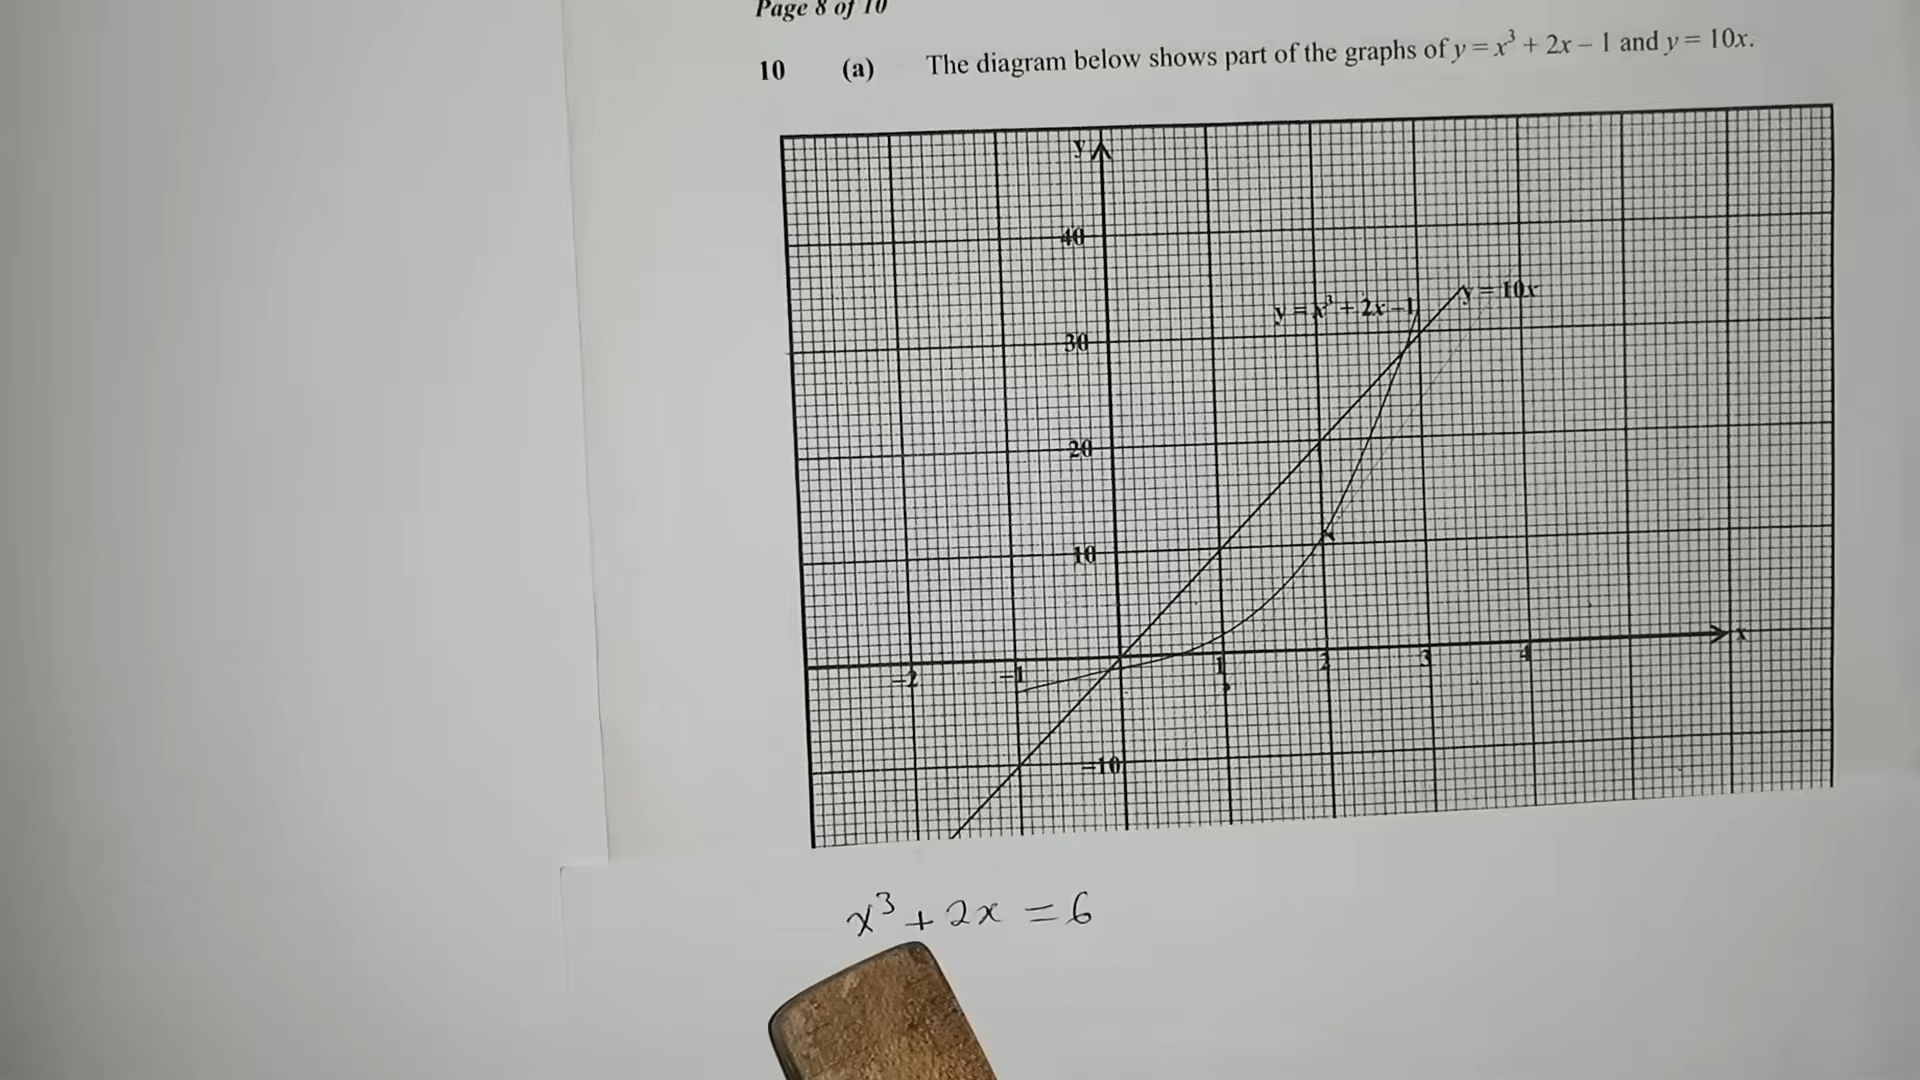 Page 8 of 10
10 (a) The diagram below shows part of the graphs of y = x³ + 2x – 1 and y = 10x.
y
40
y = x³ + 2x – 1 y = 10x
30
20
10
x
–2 –1 1 2 3 4
–10
x³ + 2x = 6